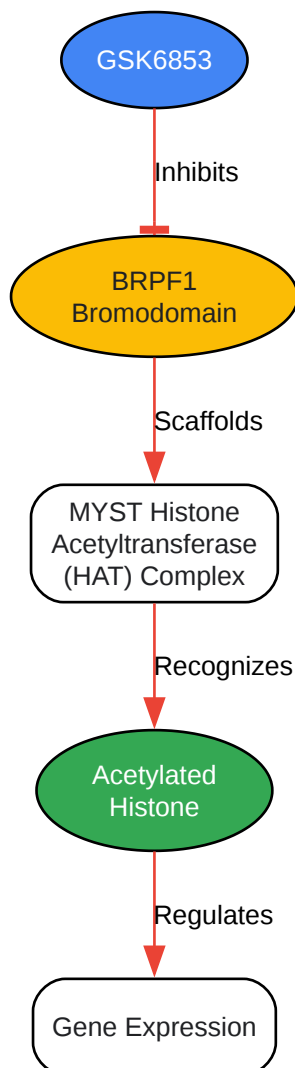 GSK6853
Inhibits
BRPF1
Bromodomain
Scaffolds
MYST Histone
Acetyltransferase
(HAT) Complex
Recognizes
Acetylated
Histone
Regulates
Gene Expression